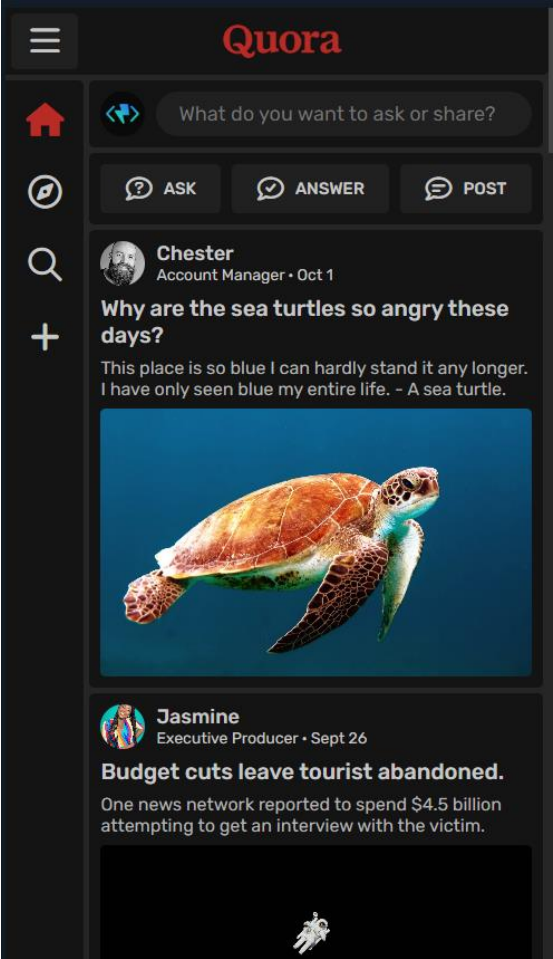 Quora
What do you want to ask or share?
ASK
ANSWER
POST
Chester
Account Manager • Oct 1
Why are the sea turtles so angry these
days?
This place is so blue I can hardly stand it any longer.
I have only seen blue my entire life. - A sea turtle.
Jasmine
Executive Producer • Sept 26
Budget cuts leave tourist abandoned.
One news network reported to spend $4.5 billion
attempting to get an interview with the victim.